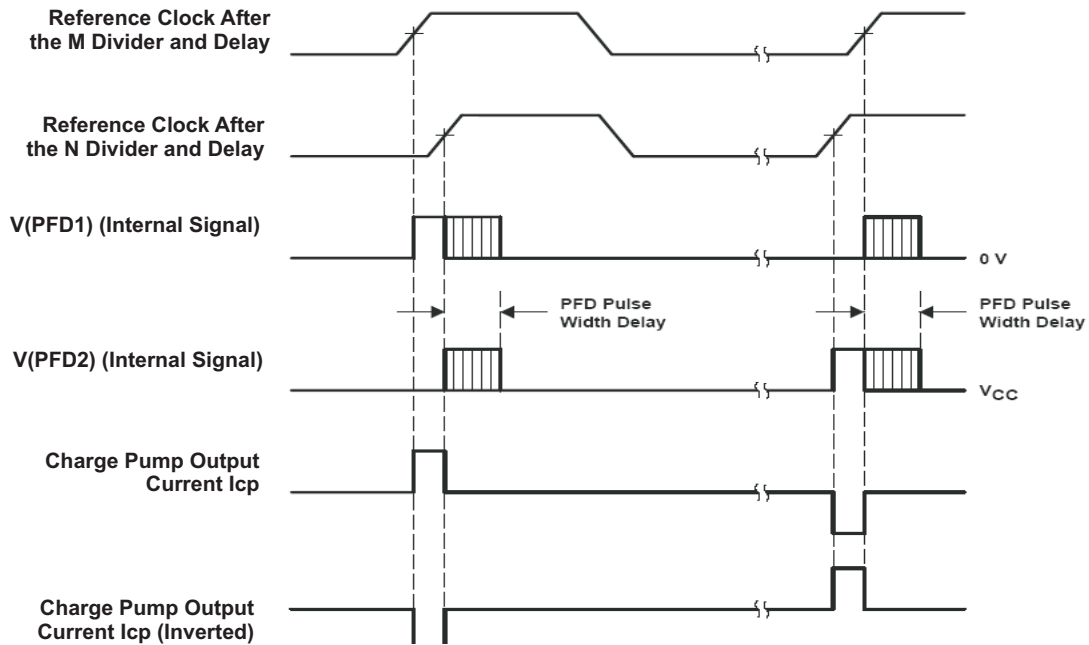 Reference Clock After
the M Divider and Delay
Reference Clock After
the N Divider and Delay
V(PFD1) (Internal Signal)
0 V
PFD Pulse
Width Delay
PFD Pulse
Width Delay
V(PFD2) (Internal Signal)
VCC
Charge Pump Output
Current Icp
Charge Pump Output
Current Icp (Inverted)